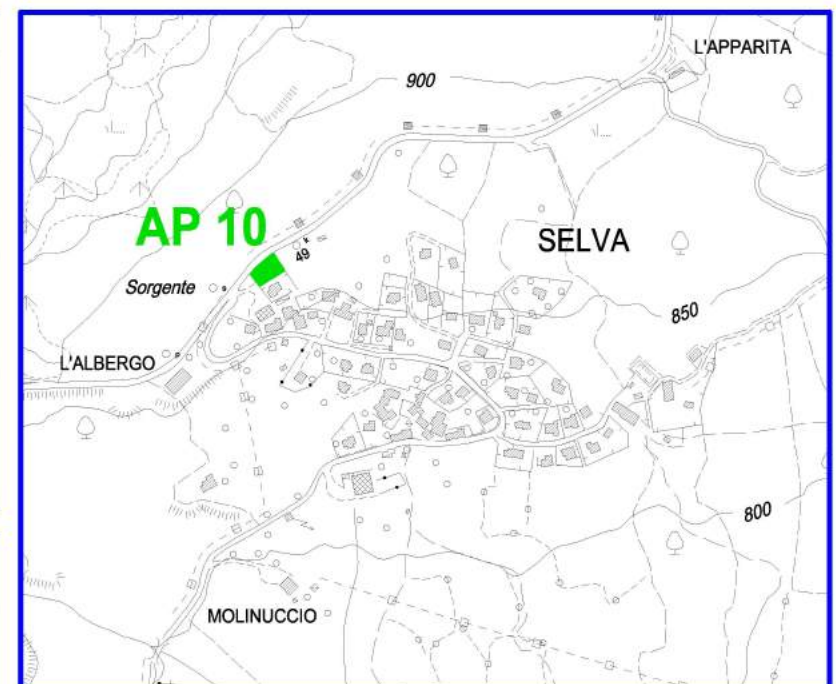 L'APPARITA
900
AP 10
49
SELVA
Sorgente
850
L'ALBERGO
800
MOLINUCCIO